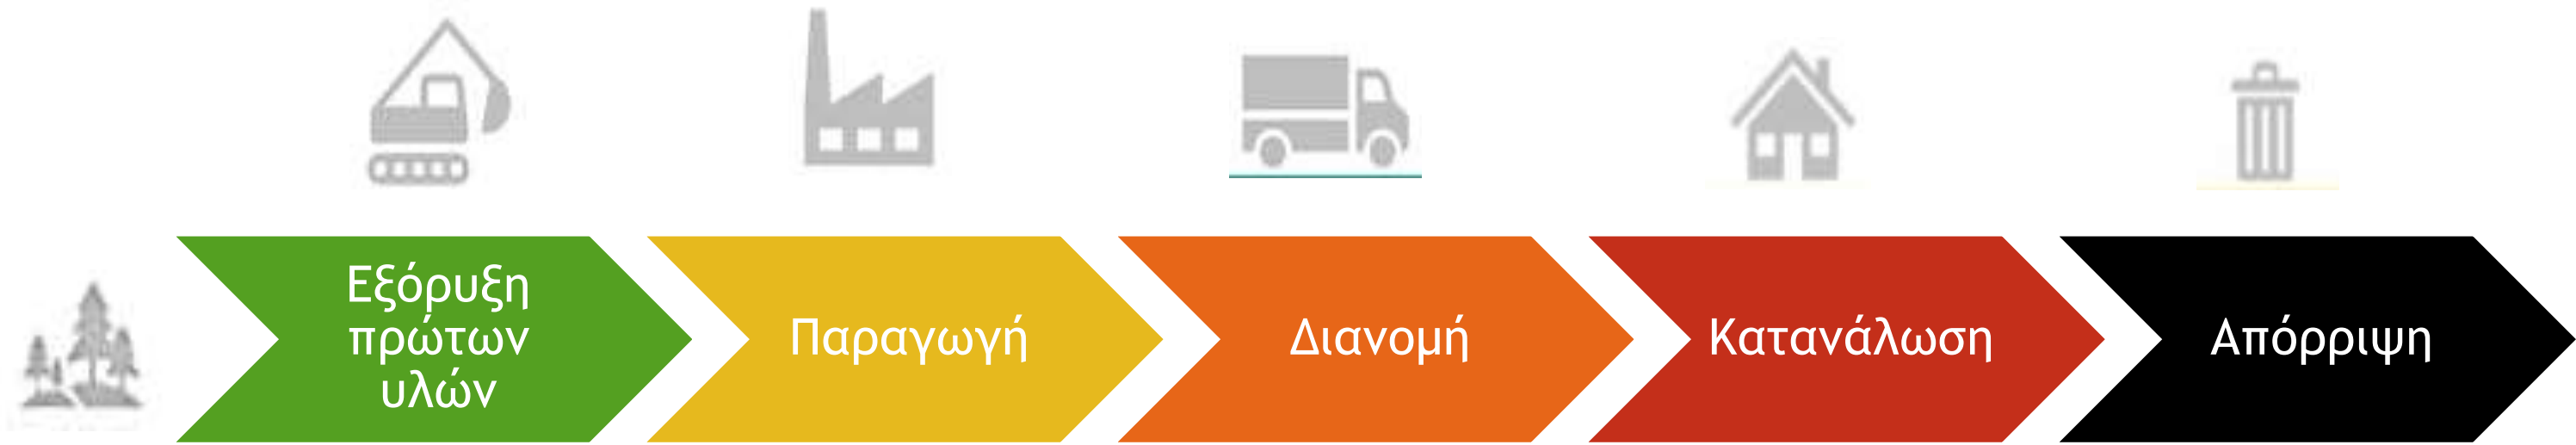 Εξόρυξη
πρώτων
υλών
Παραγωγή
Διανομή
Κατανάλωση
Απόρριψη